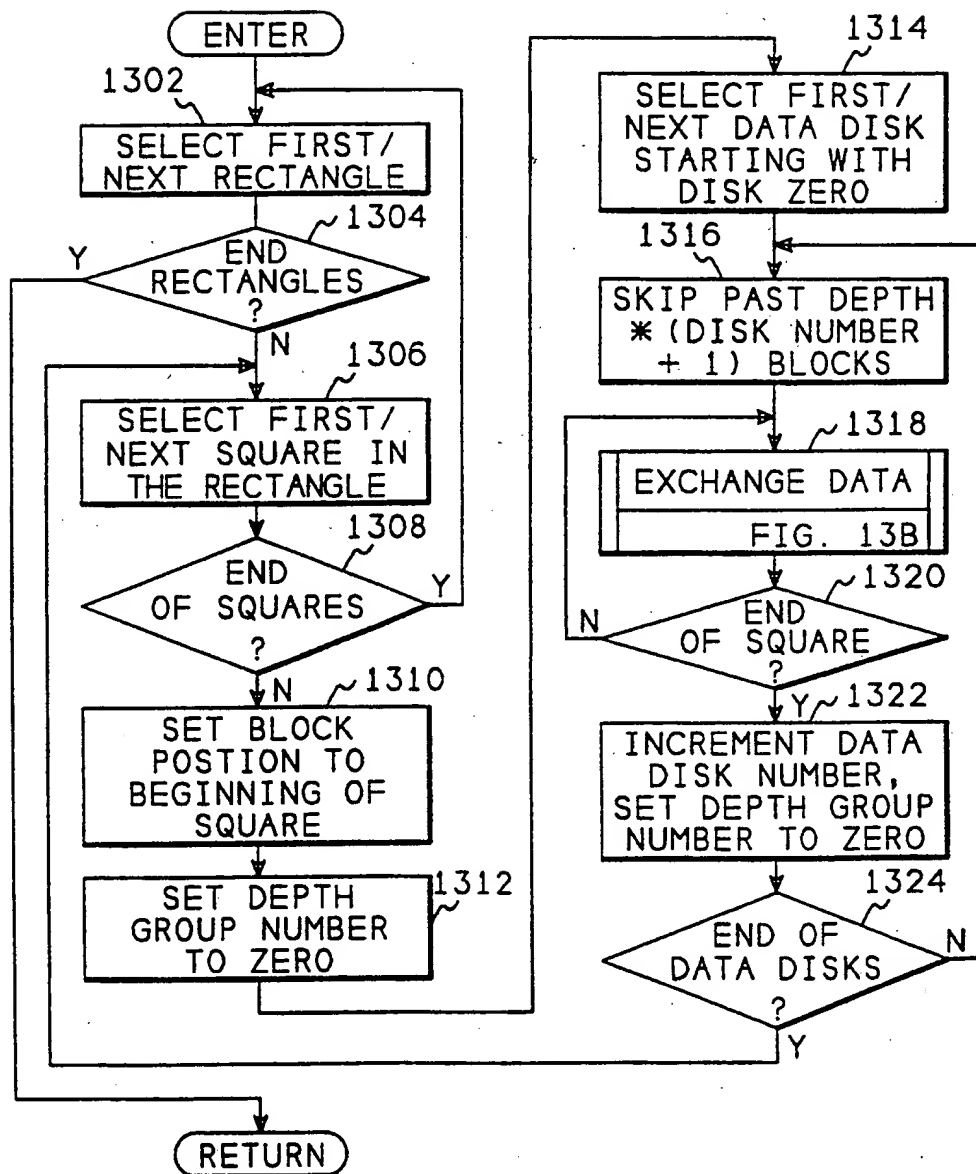 ENTER
1302
SELECT FIRST/
NEXT RECTANGLE
1304
END
RECTANGLES
?
Y
N
1306
SELECT FIRST/
NEXT SQUARE IN
THE RECTANGLE
1308
END
OF SQUARES
?
Y
N
1310
SET BLOCK
POSTION TO
BEGINNING OF
SQUARE
1312
SET DEPTH
GROUP NUMBER
TO ZERO
RETURN
1314
SELECT FIRST/
NEXT DATA DISK
STARTING WITH
DISK ZERO
1316
SKIP PAST DEPTH
* (DISK NUMBER
+ 1) BLOCKS
1318
EXCHANGE DATA
FIG. 13B
1320
END
OF SQUARE
?
N
Y
1322
INCREMENT DATA
DISK NUMBER,
SET DEPTH GROUP
NUMBER TO ZERO
1324
END OF
DATA DISKS
?
N
Y